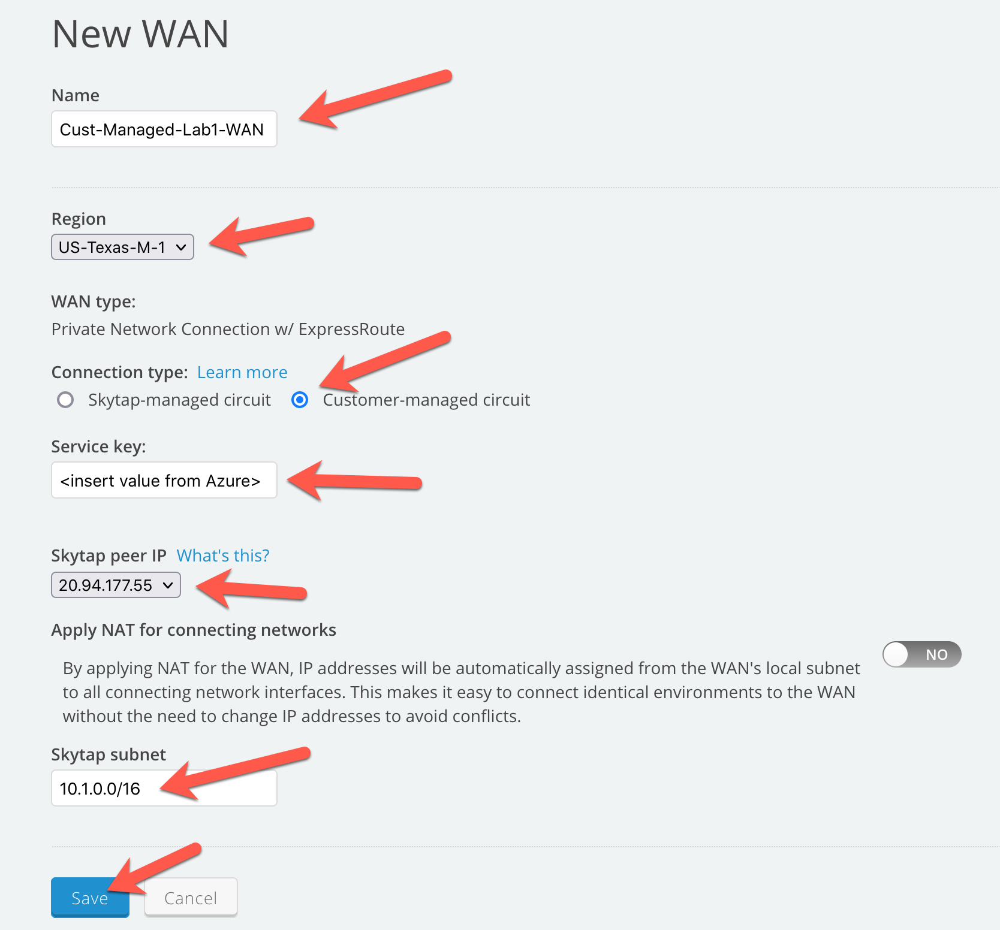 New WAN
Name
Cust-Managed-Lab1-WAN
Region
US-Texas-M-1
WAN type:
Private Network Connection w/ ExpressRoute
Connection type: Learn more
Skytap-managed circuit Customer-managed circuit
Service key:
<insert value from Azure>
Skytap peer IP What's this?
20.94.177.55
Apply NAT for connecting networks
NO
By applying NAT for the WAN, IP addresses will be automatically assigned from the WAN's local subnet
to all connecting network interfaces. This makes it easy to connect identical environments to the WAN
without the need to change IP addresses to avoid conflicts.
Skytap subnet
10.1.0.0/16
Save Cancel